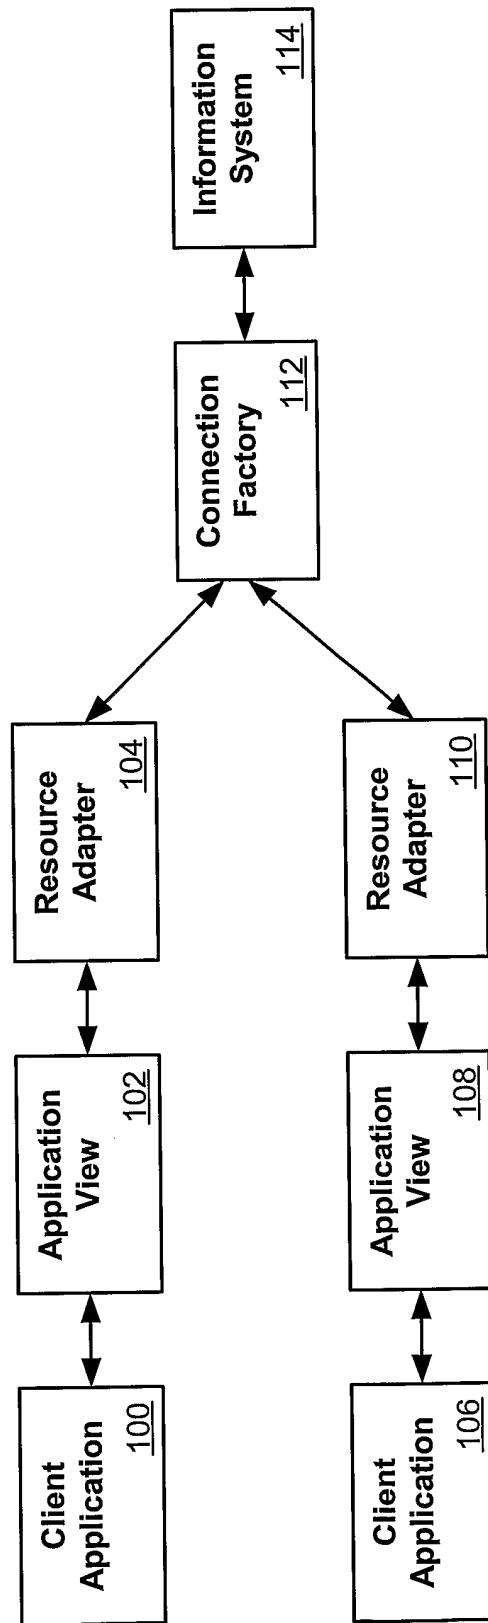 Client
Application
100
Application
View
102
Resource
Adapter
104
Client
Application
106
Application
View
108
Resource
Adapter
110
Connection
Factory
112
Information
System
114